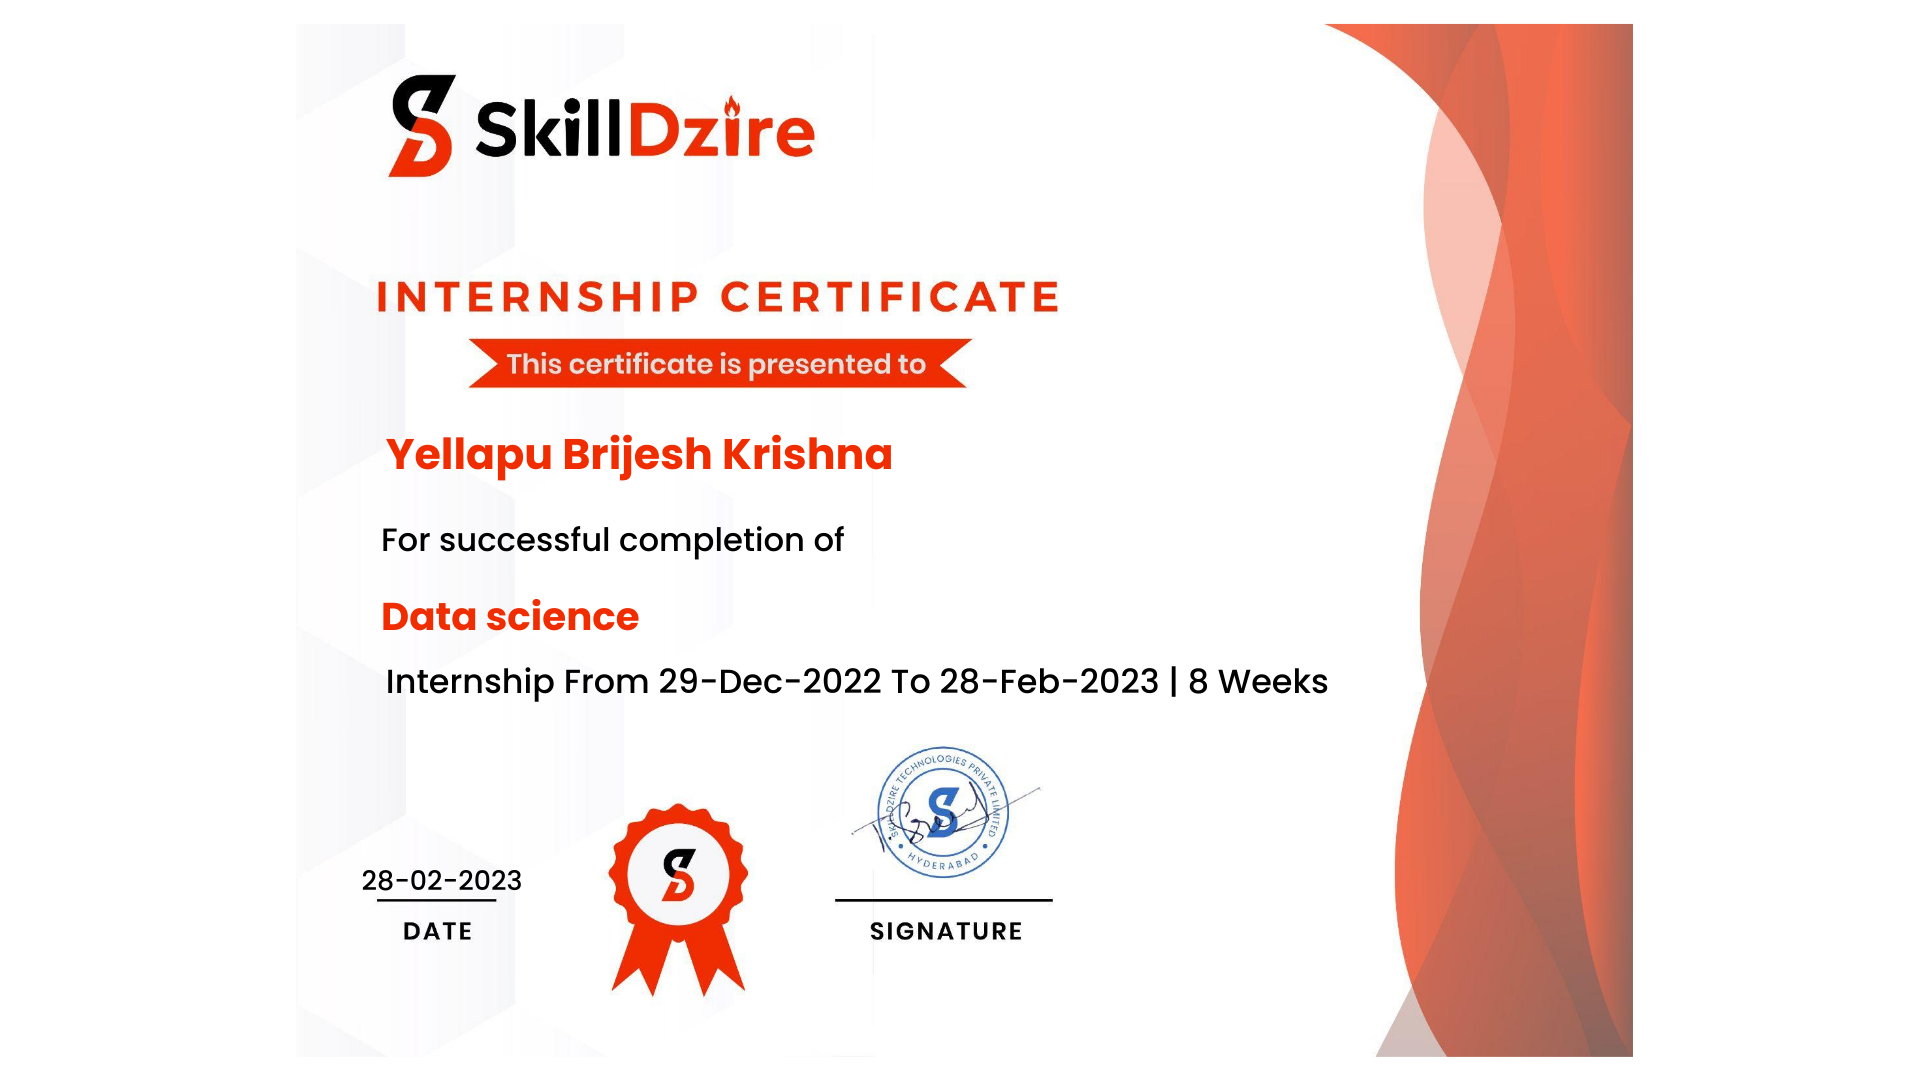 SkillDzire
INTERNSHIP CERTIFICATE
This certificate is presented to
Yellapu Brijesh Krishna
For successful completion of
Data science
Internship From 29-Dec-2022 To 28-Feb-2023 | 8 Weeks
SKILLDZIRE TECHNOLOGIES PRIVATE LIMITED
• HYDERABAD •
28-02-2023
DATE
SIGNATURE